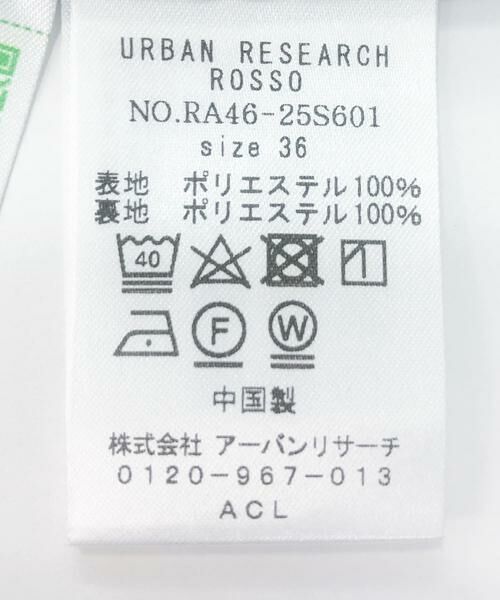 URBAN RESEARCH
ROSSO
NO.RA46-25S601
size 36
表地 ポリエステル100%
裏地 ポリエステル100%
40
F W
中国製
株式会社 アーバンリサーチ
0120-967-013
ACL